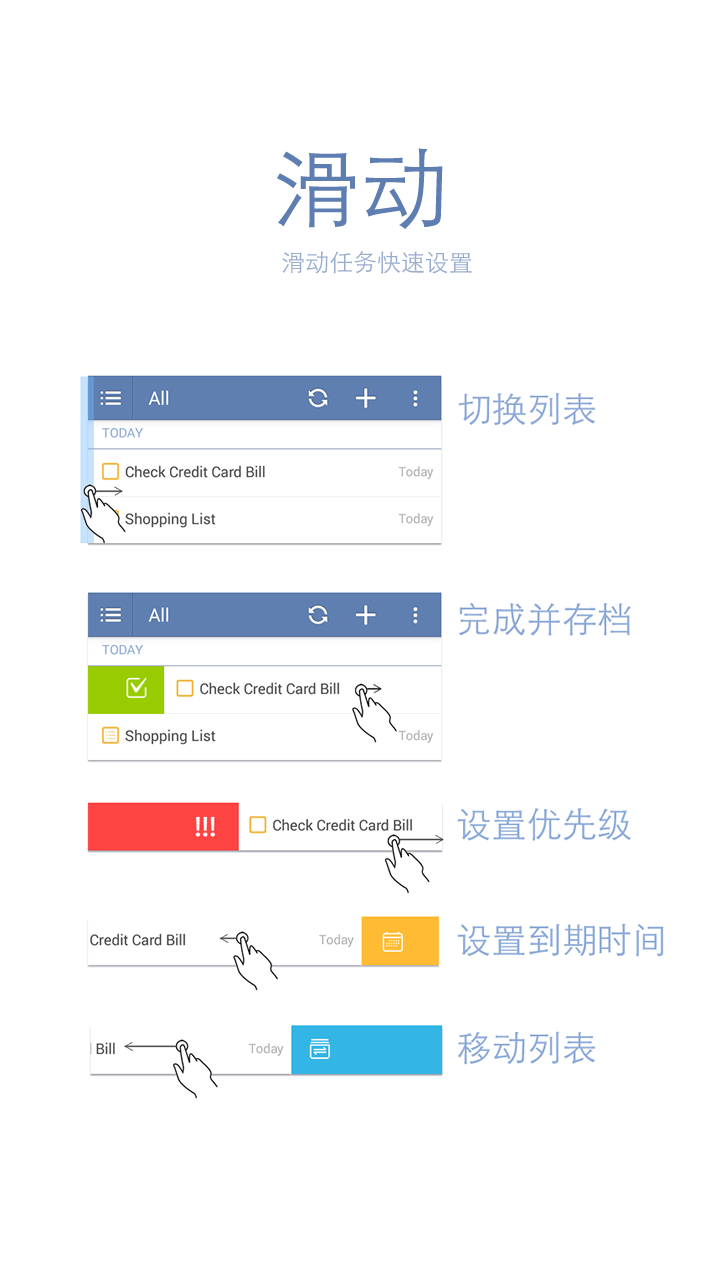 滑动
滑动任务快速设置
All
切换列表
TODAY
Check Credit Card Bill Today
Shopping List Today
All
完成并存档
TODAY
Check Credit Card Bill
Shopping List Today
!!! Check Credit Card Bill
设置优先级
Credit Card Bill Today
设置到期时间
Bill Today
移动列表